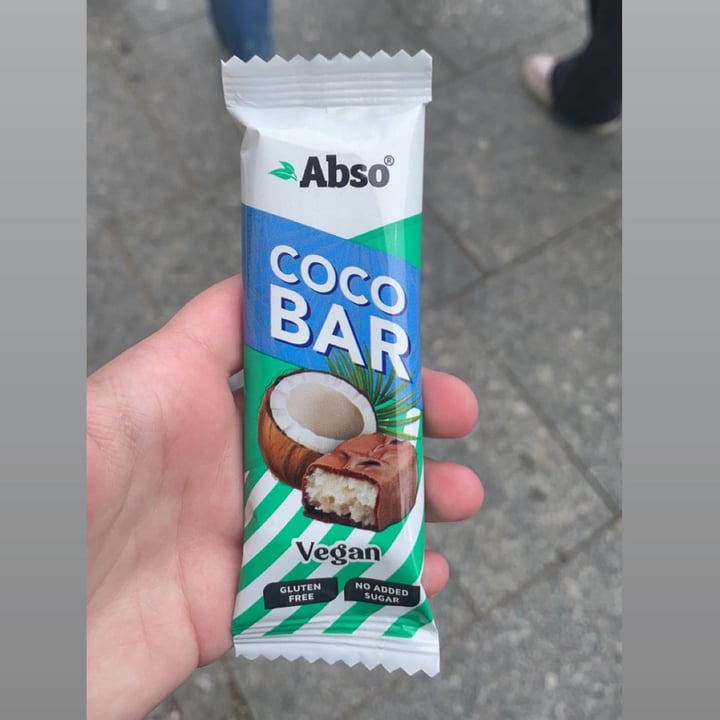 Abso®
COCO
BAR
Vegan
GLUTEN
FREE
NO ADDED
SUGAR